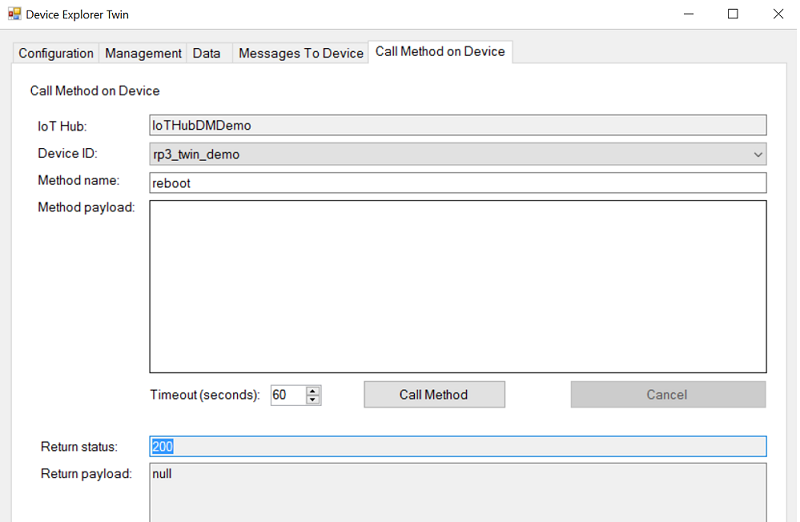 Device Explorer Twin
Configuration Management Data Messages To Device Call Method on Device
Call Method on Device
IoT Hub: IoTHubDMDemo
Device ID: rp3_twin_demo
Method name: reboot
Method payload:
Timeout (seconds): 60 Call Method Cancel
Return status: 200
Return payload: null